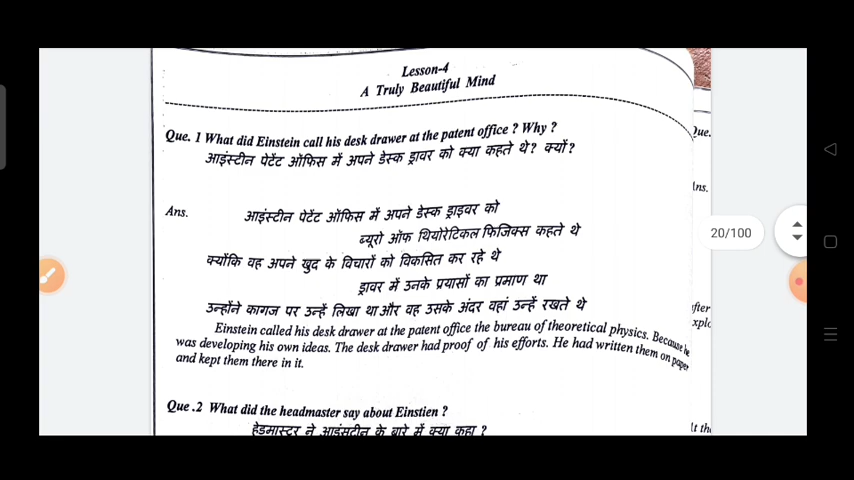 Lesson-4
A Truly Beautiful Mind
Que. 1 What did Einstein call his desk drawer at the patent office ? Why ?
आइंस्टीन पेटेंट ऑफिस में अपने डेस्क ड्रावर को क्या कहते थे? क्यों?
Ans. आइंस्टीन पेटेंट ऑफिस में अपने डेस्क ड्राइवर को
ब्यूरो ऑफ थियोरेटिकल फिजिक्स कहते थे
क्योंकि वह अपने खुद के विचारों को विकसित कर रहे थे
ड्रावर में उनके प्रयासों का प्रमाण था
उन्होंने कागज पर उन्हें लिखा था और वह उसके अंदर वहां उन्हें रखते थे
Einstein called his desk drawer at the patent office the bureau of theoretical physics. Because he
was developing his own ideas. The desk drawer had proof of his efforts. He had written them on paper
and kept them there in it.
Que .2 What did the headmaster say about Einstien ?
हेडमास्टर ने आइंसटीन के बारे में क्या कहा ?
Que.
Ans.
20/100